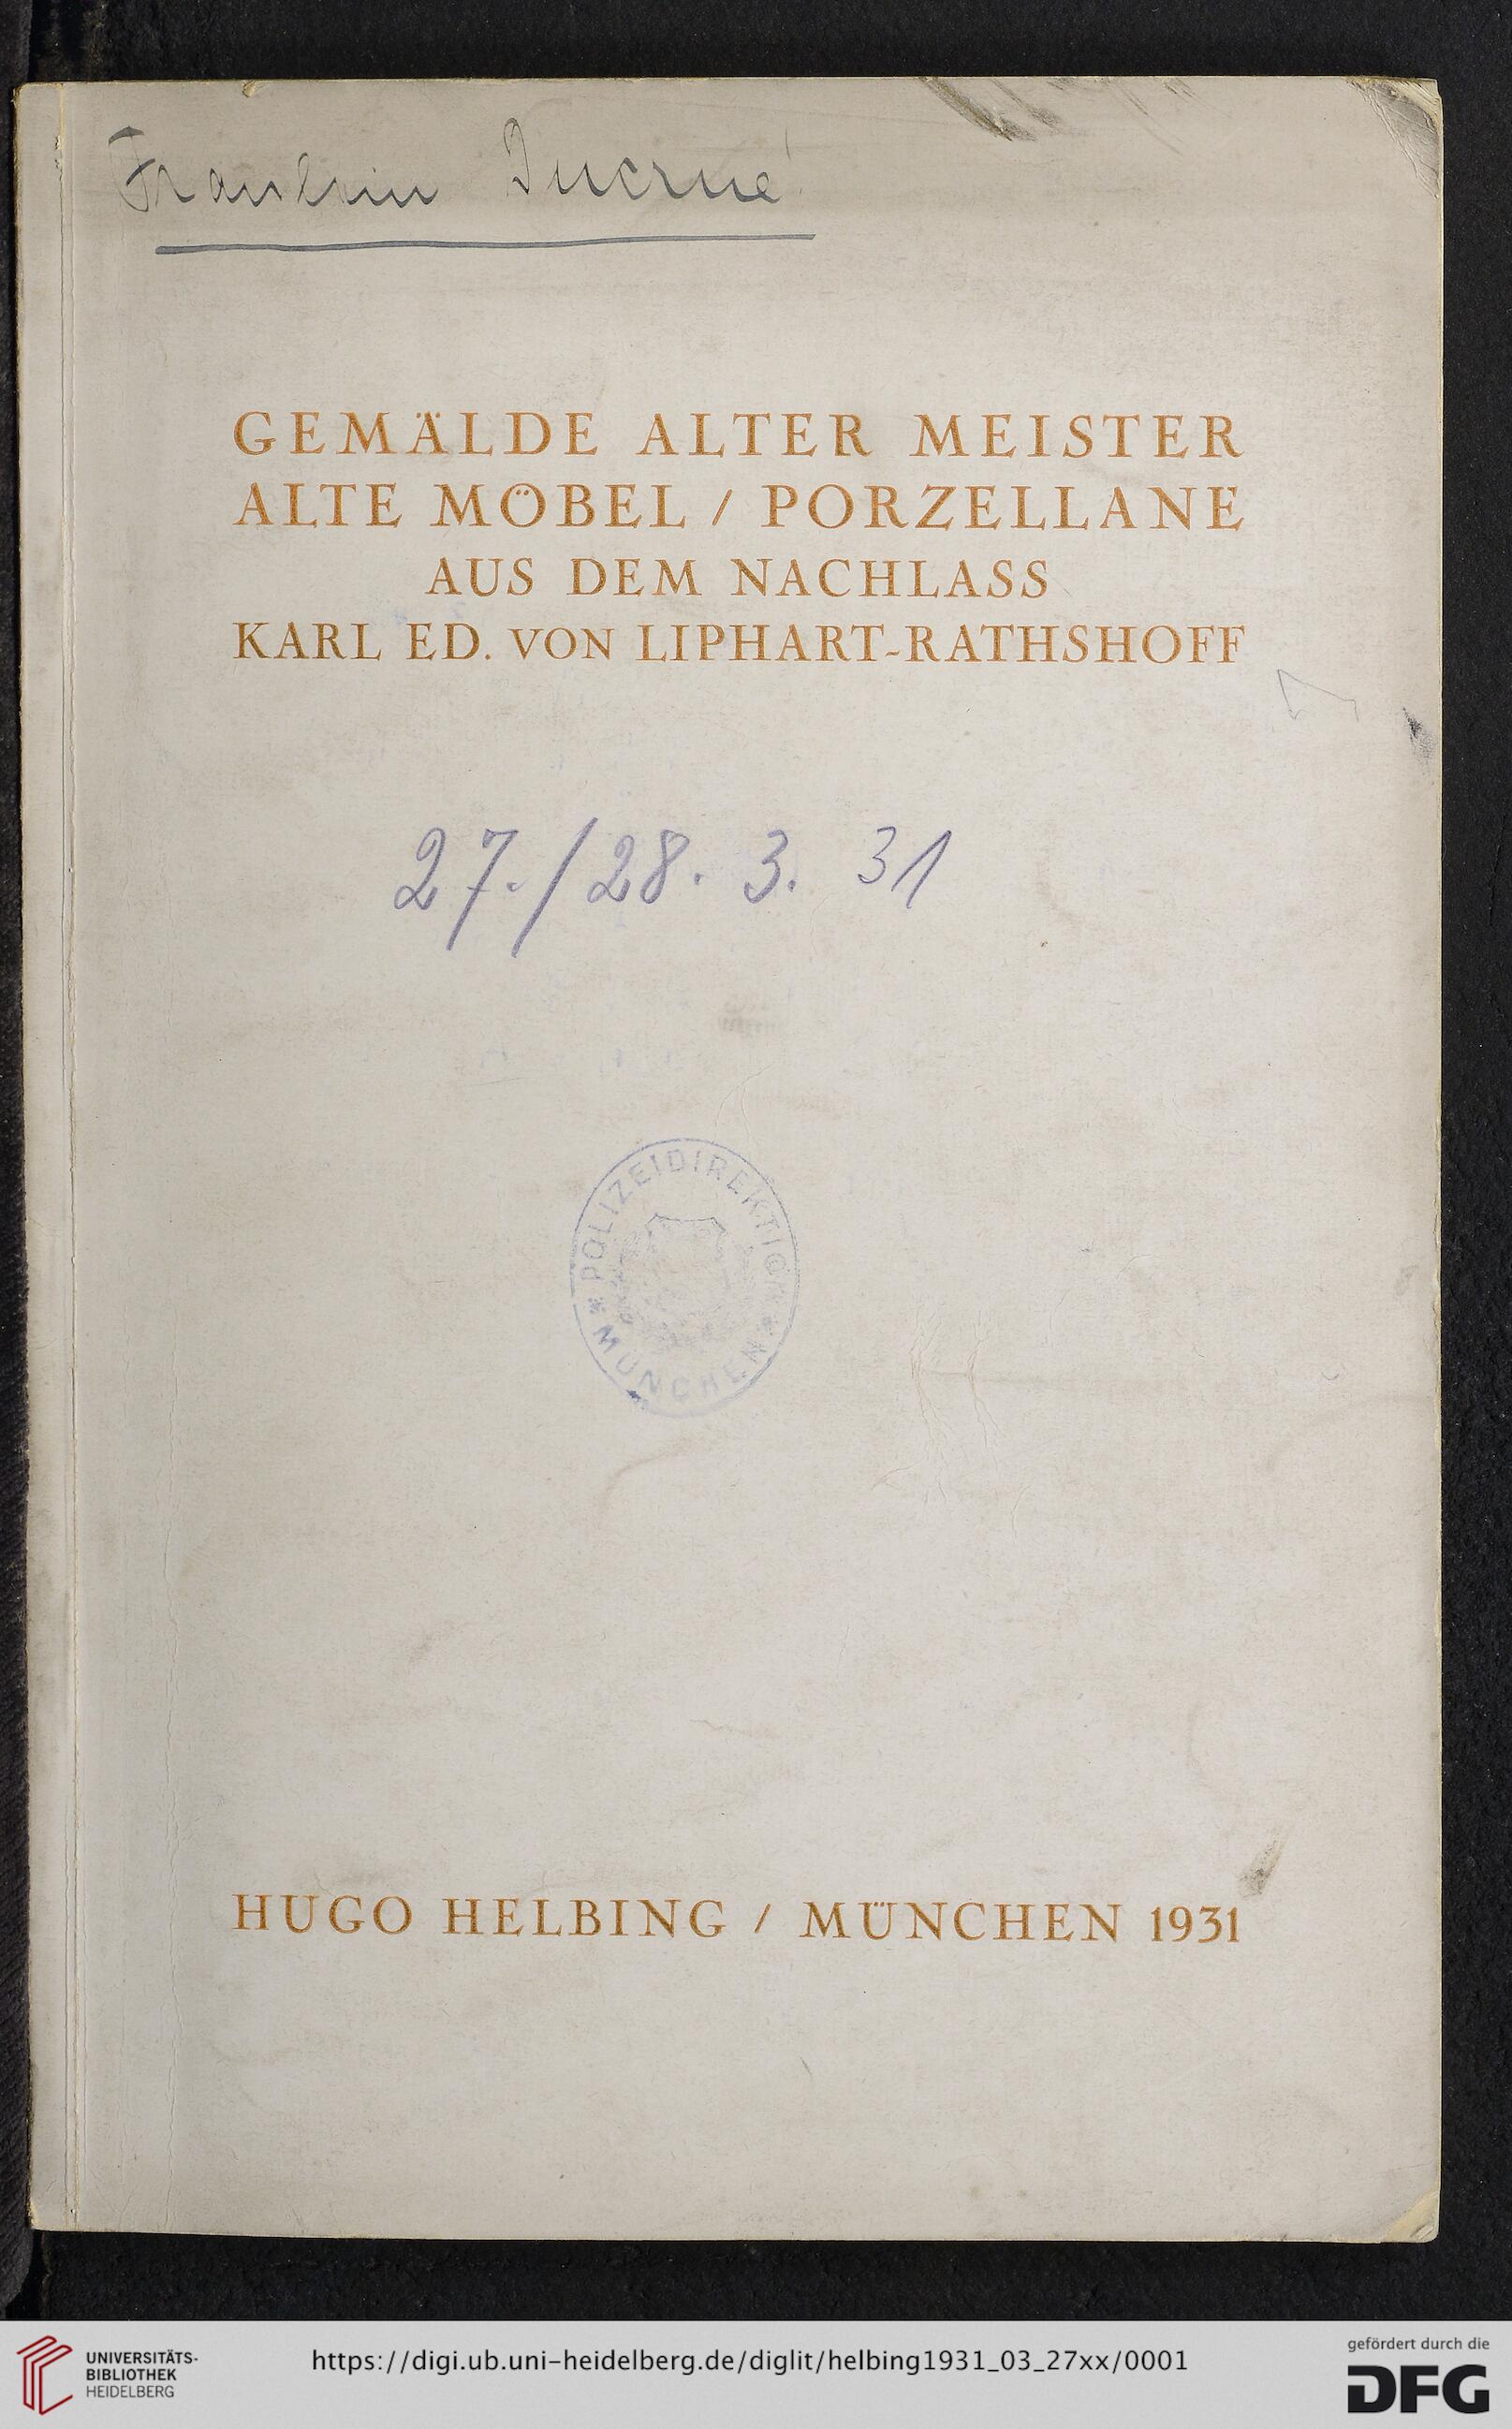 Fräulein Ducrue
GEMÄLDE ALTER MEISTER
ALTE MÖBEL / PORZELLANE
AUS DEM NACHLASS
KARL ED. VON LIPHART-RATHSHOFF
27./28. 3. 31
POLIZEIDIREKTION
* MÜNCHEN *
HUGO HELBING / MÜNCHEN 1931
UNIVERSITÄTS-
BIBLIOTHEK
HEIDELBERG
https://digi.ub.uni-heidelberg.de/diglit/helbing1931_03_27xx/0001
gefördert durch die
DFG